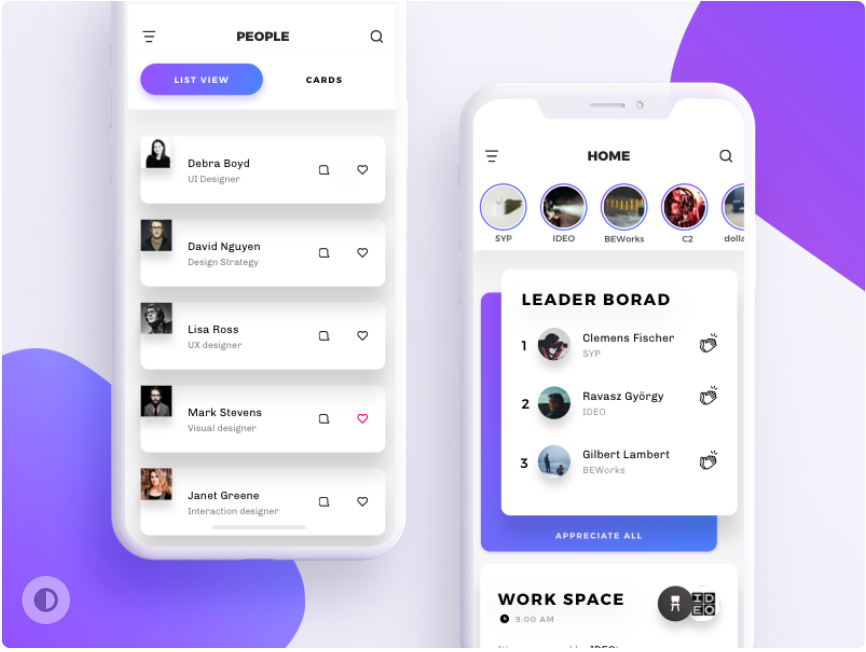 PEOPLE
LIST VIEW
CARDS
Debra Boyd
UI Designer
David Nguyen
Design Strategy
Lisa Ross
UX designer
Mark Stevens
Visual designer
Janet Greene
Interaction designer
HOME
SYP
IDEO
BEWorks
C2
dolla
LEADER BORAD
1
Clemens Fischer
SYP
2
Ravasz György
IDEO
3
Gilbert Lambert
BEWorks
APPRECIATE ALL
WORK SPACE
9:00 AM
IDEO